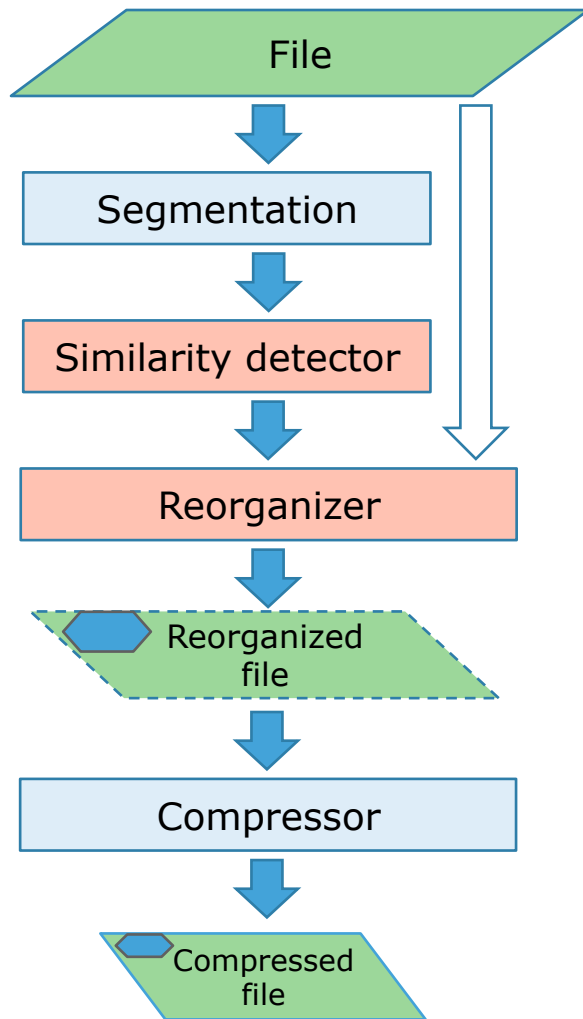 File
Segmentation
Similarity detector
Reorganizer
Reorganized
file
Compressor
Compressed
file